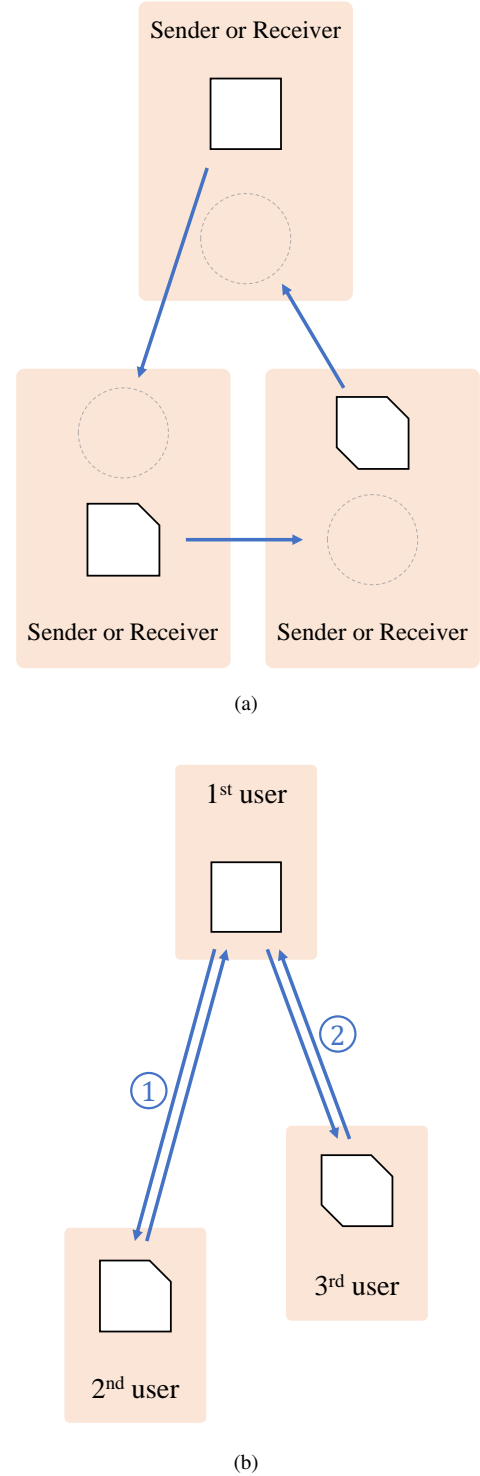 Sender or Receiver
Sender or Receiver
Sender or Receiver
(a)
1st user
2
1
3rd user
2nd user
(b)